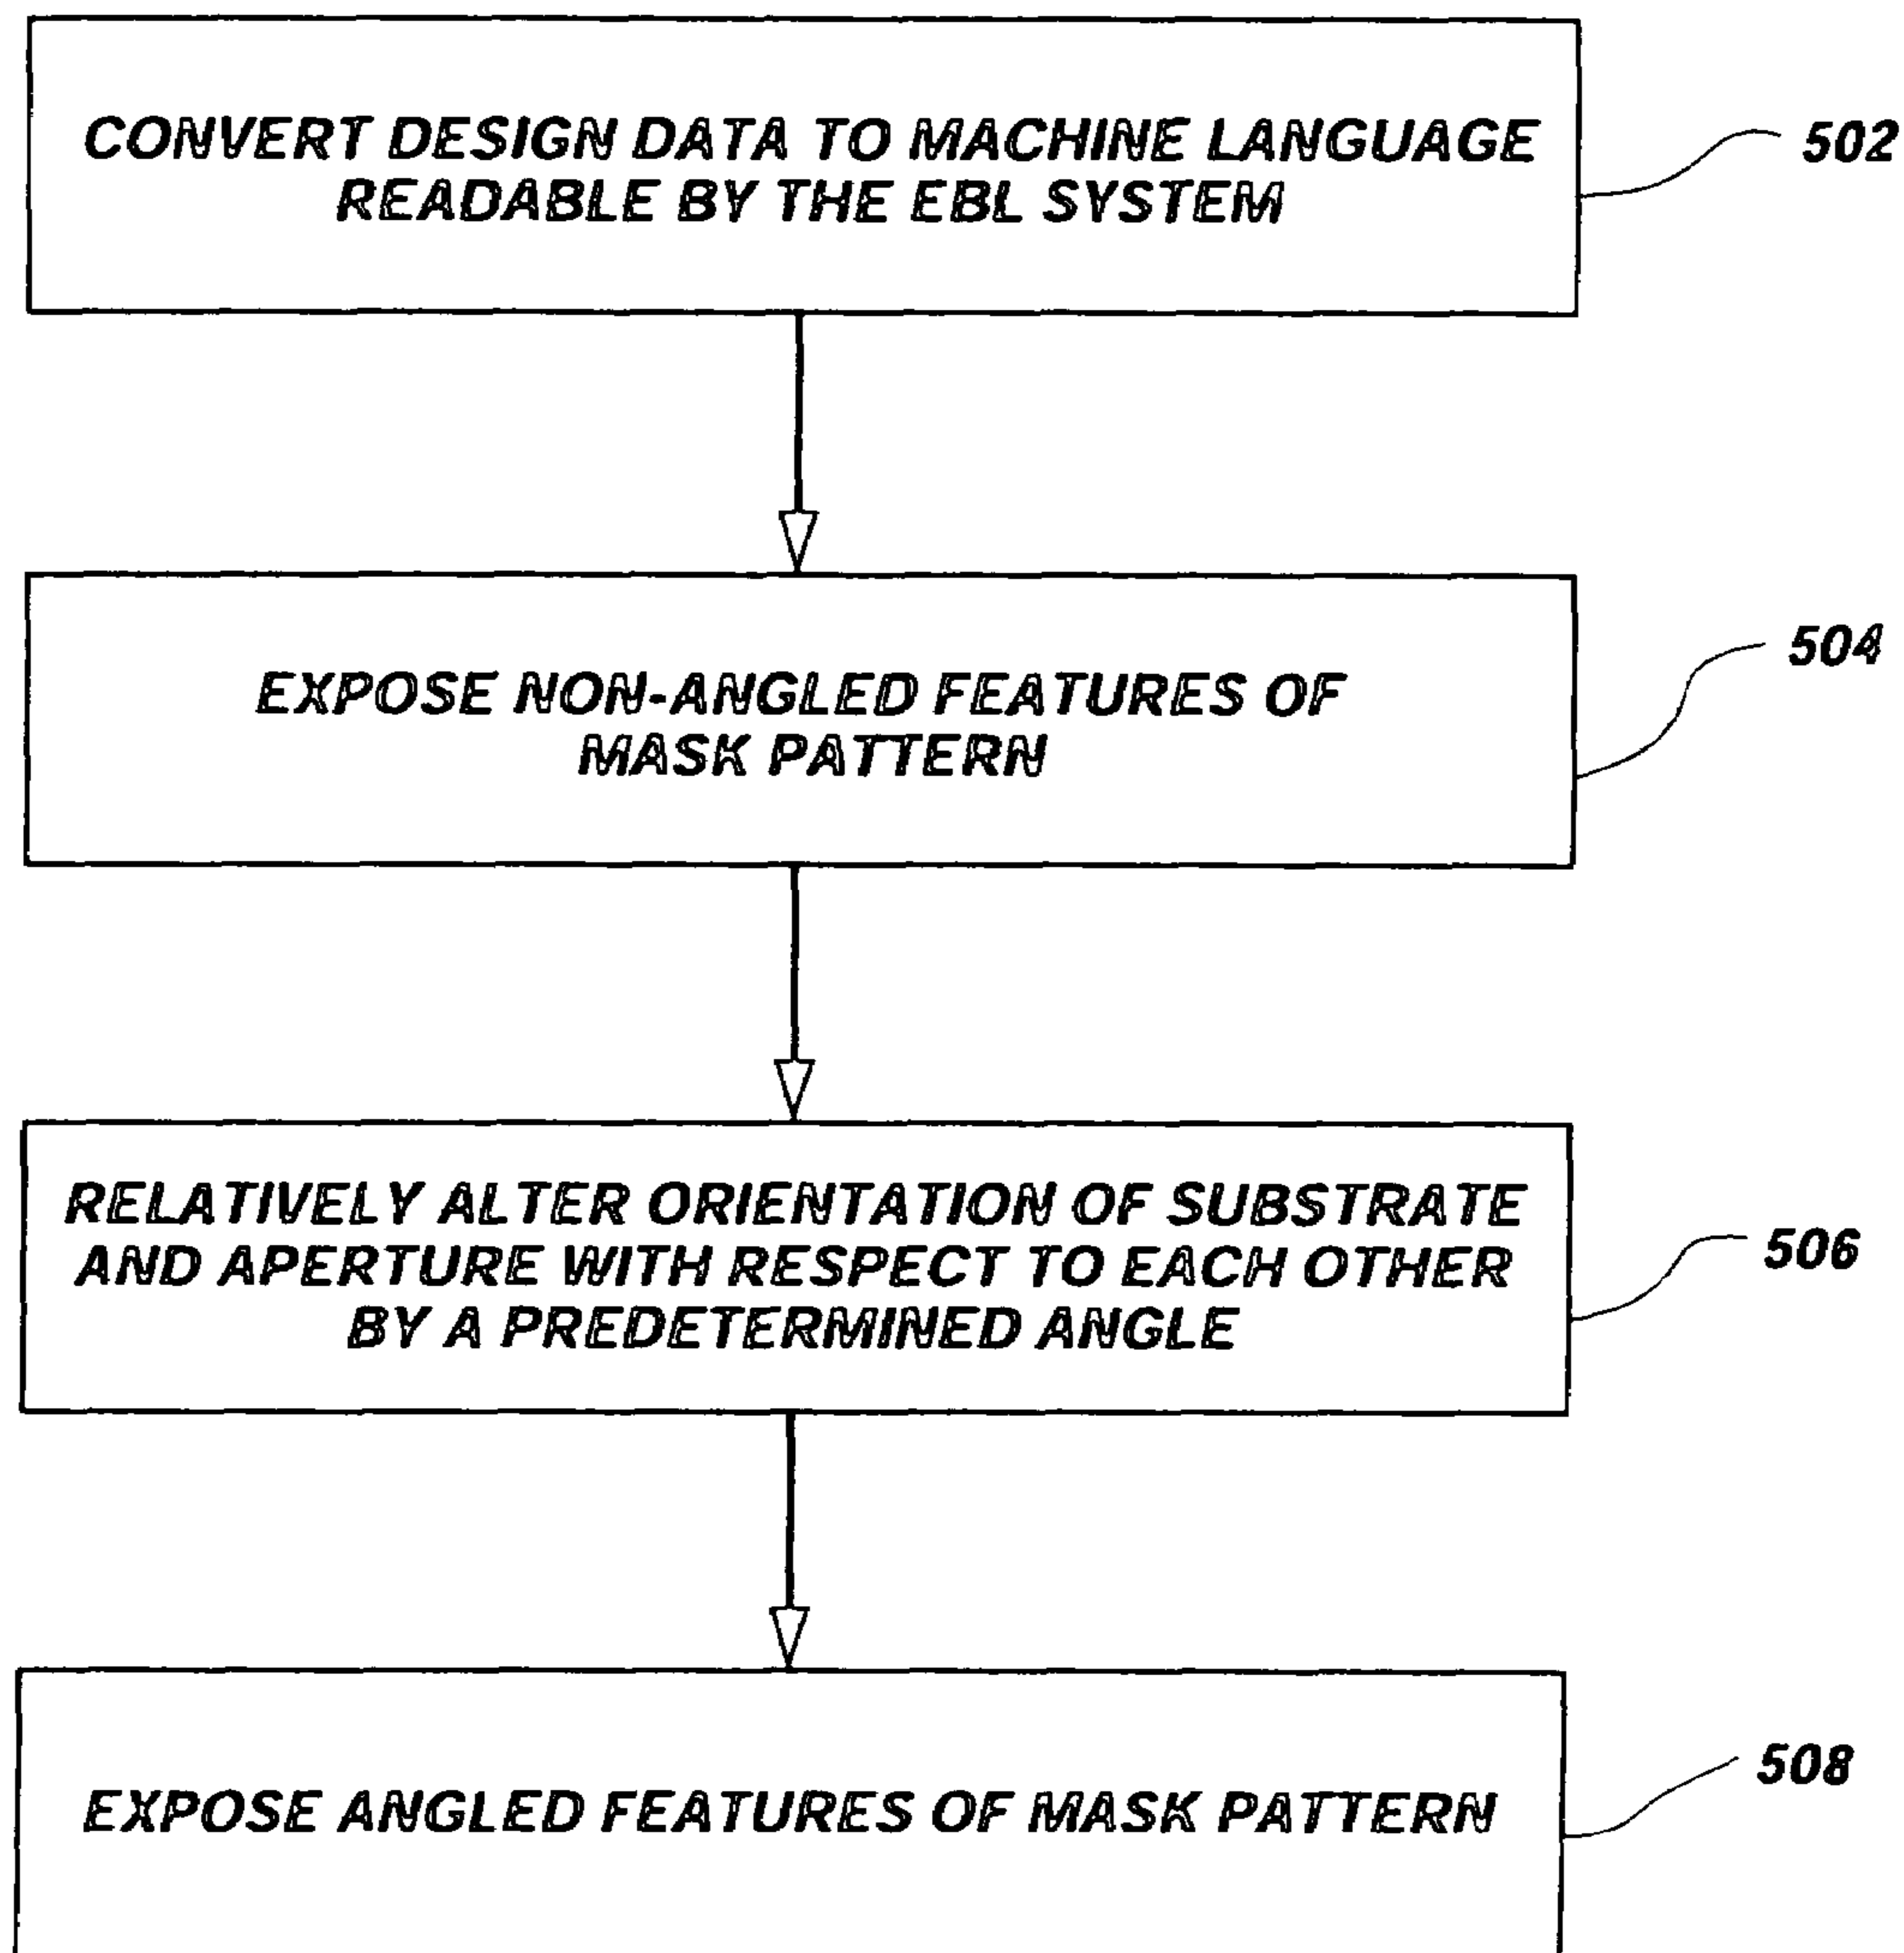 CONVERT DESIGN DATA TO MACHINE LANGUAGE
READABLE BY THE EBL SYSTEM
502
EXPOSE NON-ANGLED FEATURES OF
MASK PATTERN
504
RELATIVELY ALTER ORIENTATION OF SUBSTRATE
AND APERTURE WITH RESPECT TO EACH OTHER
BY A PREDETERMINED ANGLE
506
EXPOSE ANGLED FEATURES OF MASK PATTERN
508